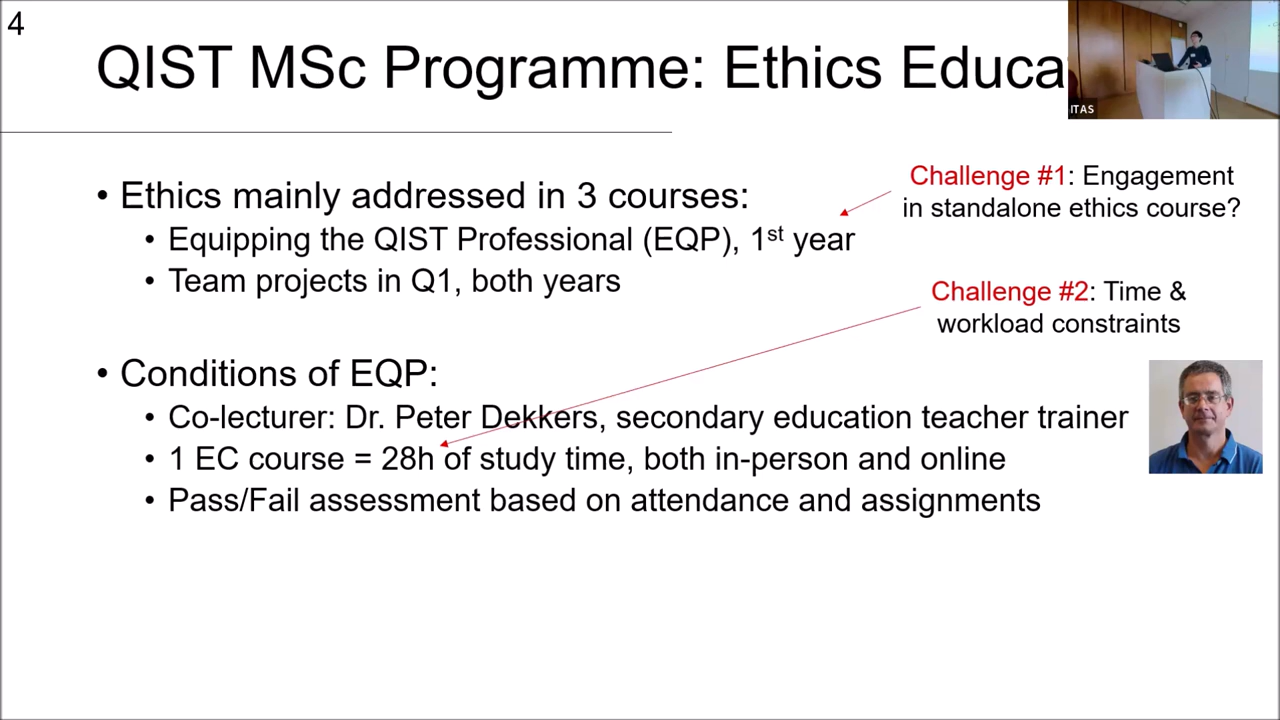 4
QIST MSc Programme: Ethics Educa
ITAS
• Ethics mainly addressed in 3 courses:
• Equipping the QIST Professional (EQP), 1st year
• Team projects in Q1, both years
Challenge #1: Engagement
in standalone ethics course?
Challenge #2: Time &
workload constraints
• Conditions of EQP:
• Co-lecturer: Dr. Peter Dekkers, secondary education teacher trainer
• 1 EC course = 28h of study time, both in-person and online
• Pass/Fail assessment based on attendance and assignments